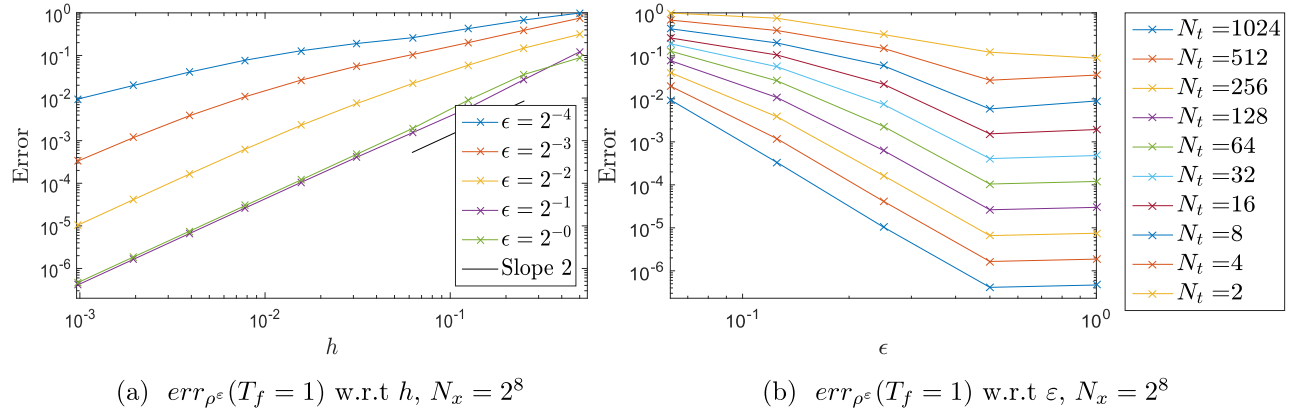 10^0
10^-1
10^-2
10^-3
10^-4
10^-5
10^-6
Error
10^-3
10^-2
10^-1
h
ϵ = 2^-4
ϵ = 2^-3
ϵ = 2^-2
ϵ = 2^-1
ϵ = 2^-0
Slope 2
10^0
10^-1
10^-2
10^-3
10^-4
10^-5
10^-6
Error
10^-1
10^0
ϵ
N_t =1024
N_t =512
N_t =256
N_t =128
N_t =64
N_t =32
N_t =16
N_t =8
N_t =4
N_t =2
(a) err_{ρ^ε}(T_f = 1) w.r.t h, N_x = 2^8
(b) err_{ρ^ε}(T_f = 1) w.r.t ε, N_x = 2^8